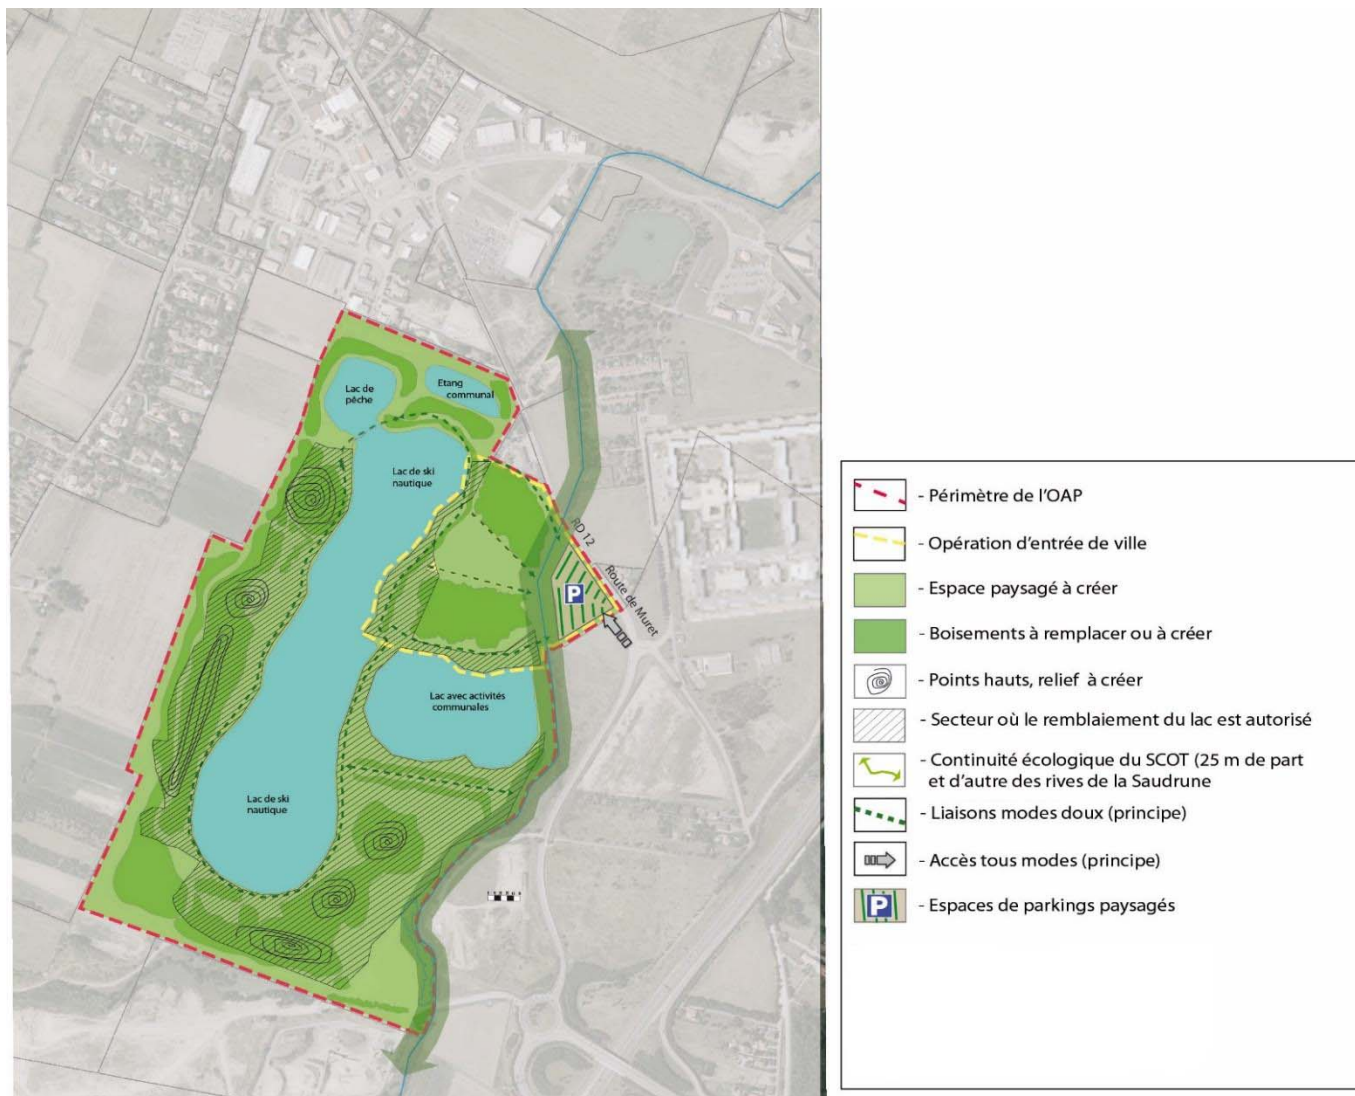 Lac de
pêche
Etang
communal
Lac de ski
nautique
RD 12
Route de Muret
P
Lac avec activités
communales
Lac de ski
nautique
- Périmètre de l'OAP
- Opération d'entrée de ville
- Espace paysagé à créer
- Boisements à remplacer ou à créer
- Points hauts, relief à créer
- Secteur où le remblaiement du lac est autorisé
- Continuité écologique du SCOT (25 m de part
et d'autre des rives de la Saudrune
- Liaisons modes doux (principe)
- Accès tous modes (principe)
P
- Espaces de parkings paysagés